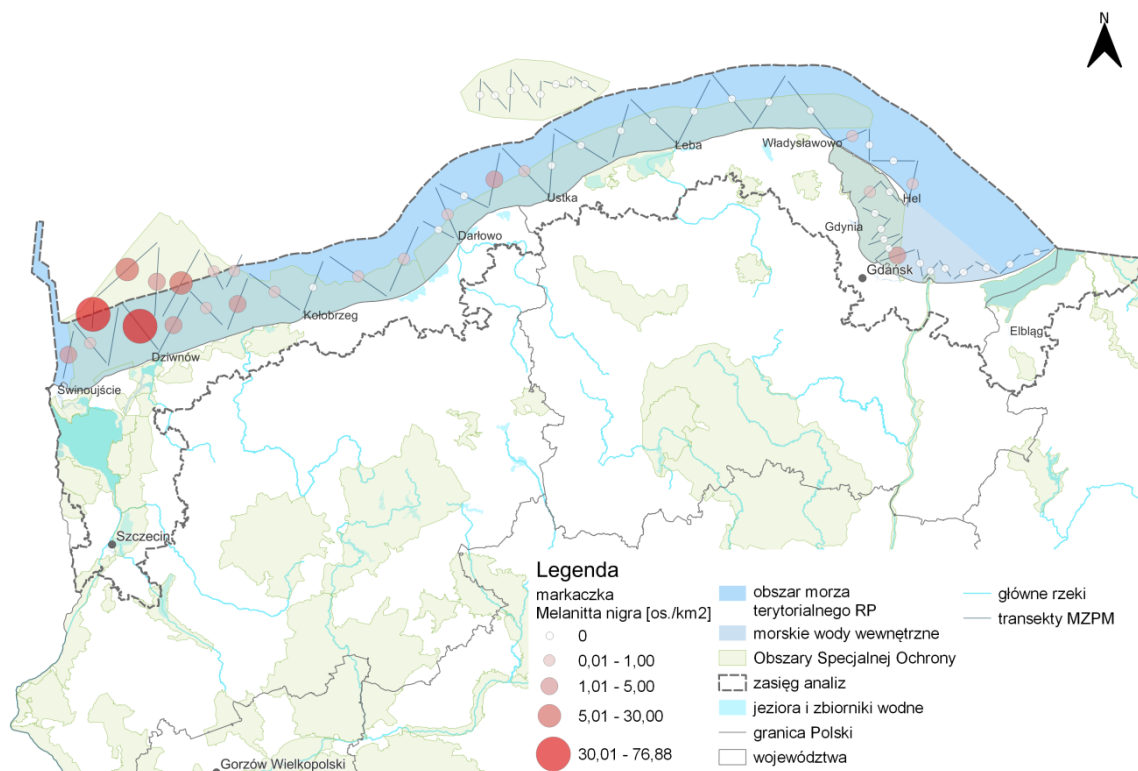 N
Władysławowo
Łeba
Hel
Ustka
Gdynia
Darłowo
Gdańsk
Kołobrzeg
Elbląg
Dziwnów
Świnoujście
Szczecin
Gorzów Wielkopolski
Legenda
markaczka
Melanitta nigra [os./km2]
0
0,01 - 1,00
1,01 - 5,00
5,01 - 30,00
30,01 - 76,88
obszar morza
terytorialnego RP
morskie wody wewnętrzne
Obszary Specjalnej Ochrony
zasięg analiz
jeziora i zbiorniki wodne
granica Polski
województwa
główne rzeki
transekty MZPM